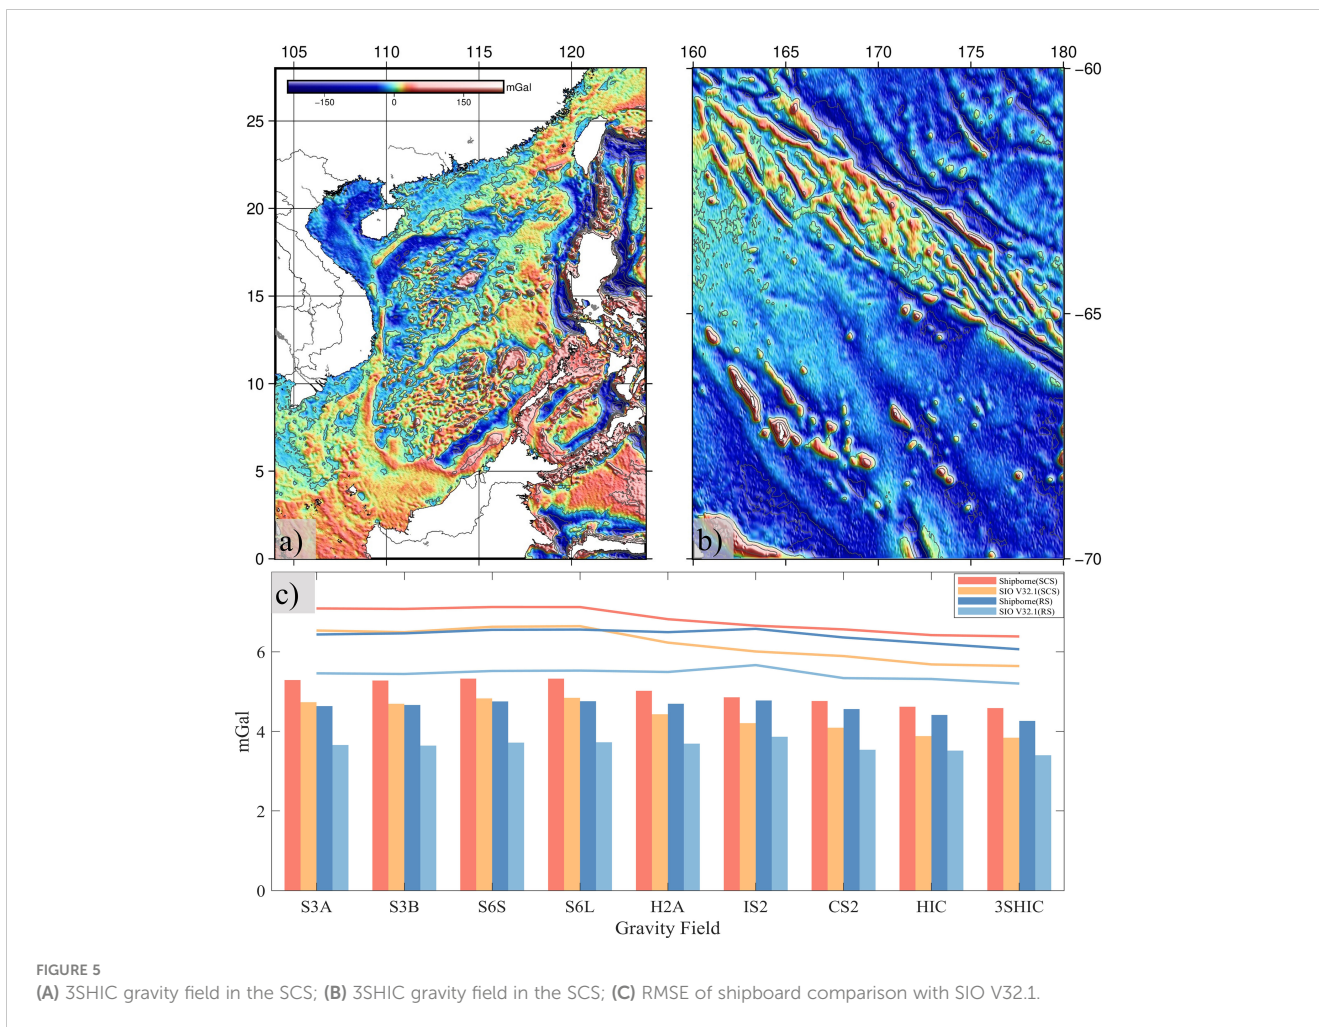 105 110 115 120
160 165 170 175 180
mGal
−150 0 150
25
20
15
10
5
0
−60
−65
−70
a)
b)
c)
Shipborne(SCS)
SIO V32.1(SCS)
Shipborne(RS)
SIO V32.1(RS)
6
4
2
0
mGal
S3A S3B S6S S6L H2A IS2 CS2 HIC 3SHIC
Gravity Field
FIGURE 5
(A) 3SHIC gravity field in the SCS; (B) 3SHIC gravity field in the SCS; (C) RMSE of shipboard comparison with SIO V32.1.